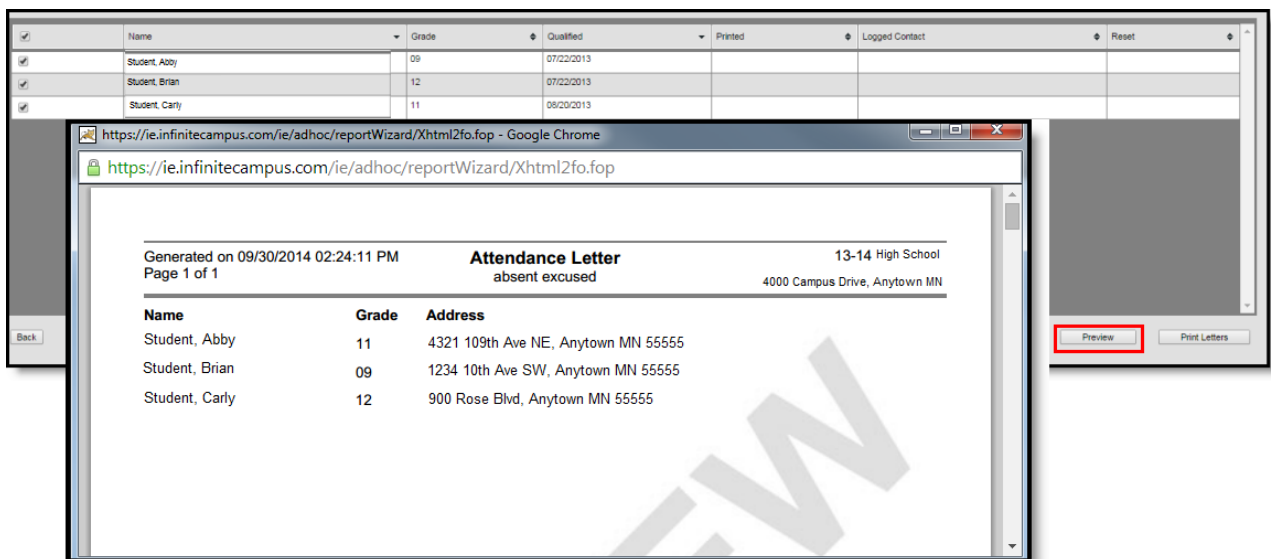 Name Grade Qualified Printed Logged Contact Reset
Student, Abby 09 07/22/2013
Student, Brian 12 07/22/2013
Student, Carly 11 08/20/2013
https://ie.infinitecampus.com/ie/adhoc/reportWizard/Xhtml2fo.fop - Google Chrome
https://ie.infinitecampus.com/ie/adhoc/reportWizard/Xhtml2fo.fop
Generated on 09/30/2014 02:24:11 PM Attendance Letter 13-14 High School
Page 1 of 1 absent excused 4000 Campus Drive, Anytown MN
Name Grade Address
Student, Abby 11 4321 109th Ave NE, Anytown MN 55555
Student, Brian 09 1234 10th Ave SW, Anytown MN 55555
Student, Carly 12 900 Rose Blvd, Anytown MN 55555
EW
Back Preview Print Letters